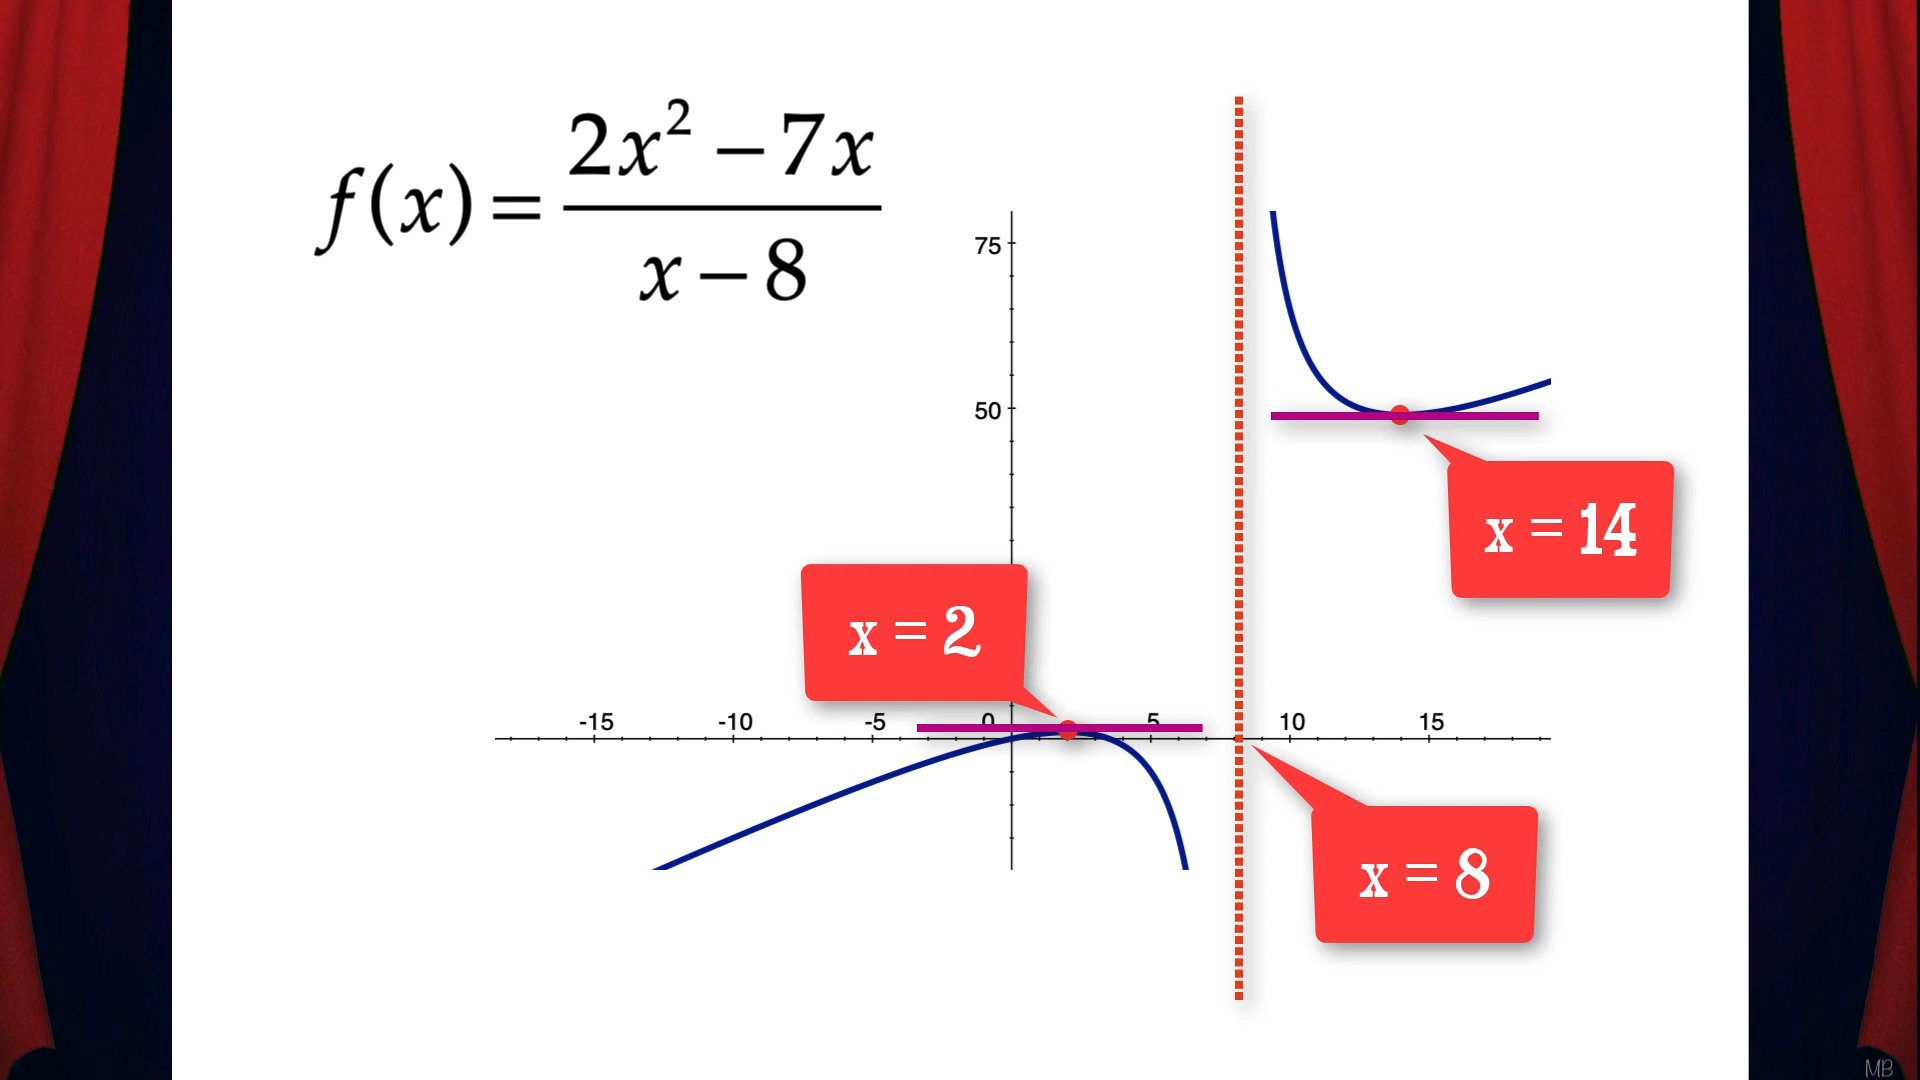 f(x) = (2x² − 7x) / (x − 8)
75
50
x = 14
x = 2
-15 -10 -5 0 5 10 15
x = 8
MB